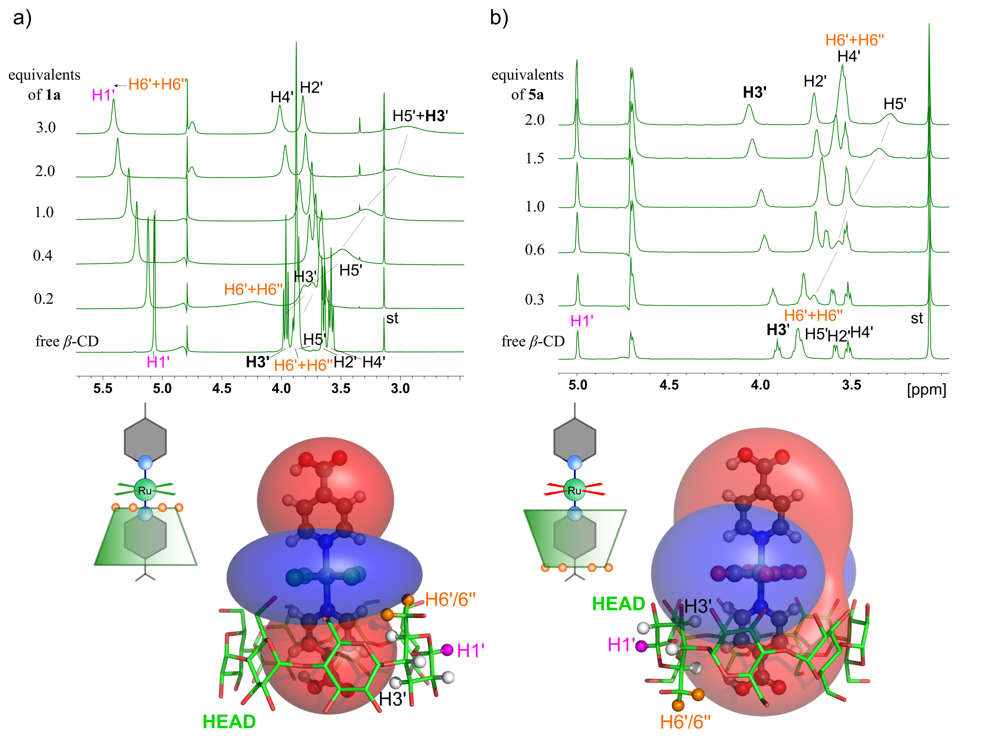 a)
equivalents
of 1a
H1'
H6'+H6"
H4'
H2'
H5'+H3'
3.0
2.0
1.0
0.4
0.2
free β-CD
H6'+H6"
H3'
H5'
st
H1'
H3'
H5'
H6'+H6"
H2'
H4'
5.5 5.0 4.5 4.0 3.5 3.0
Ru
H6'/6"
H1'
H3'
HEAD
b)
equivalents
of 5a
H3'
H2'
H6'+H6"
H4'
H5'
2.0
1.5
1.0
0.6
0.3
free β-CD
H1'
H6'+H6"
H3'
H5'
H2'
H4'
st
5.0 4.5 4.0 3.5 [ppm]
Ru
HEAD
H3'
H1'
H6'/6"